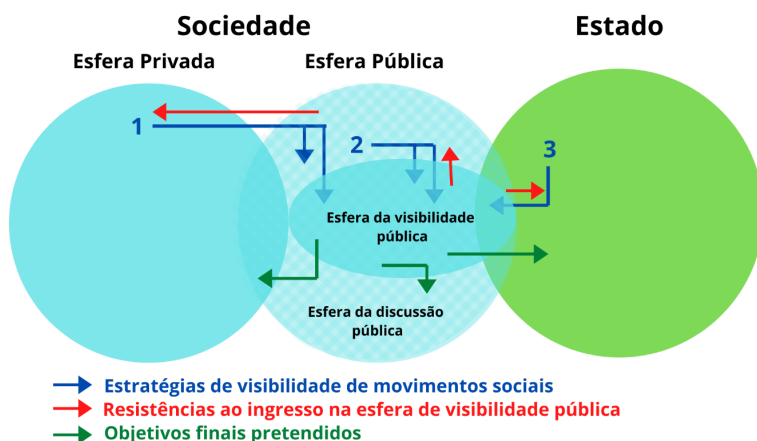 Sociedade
Estado
Esfera Privada
Esfera Pública
1
2
3
Esfera da visibilidade
pública
Esfera da discussão
pública
Estratégias de visibilidade de movimentos sociais
Resistências ao ingresso na esfera de visibilidade pública
Objetivos finais pretendidos